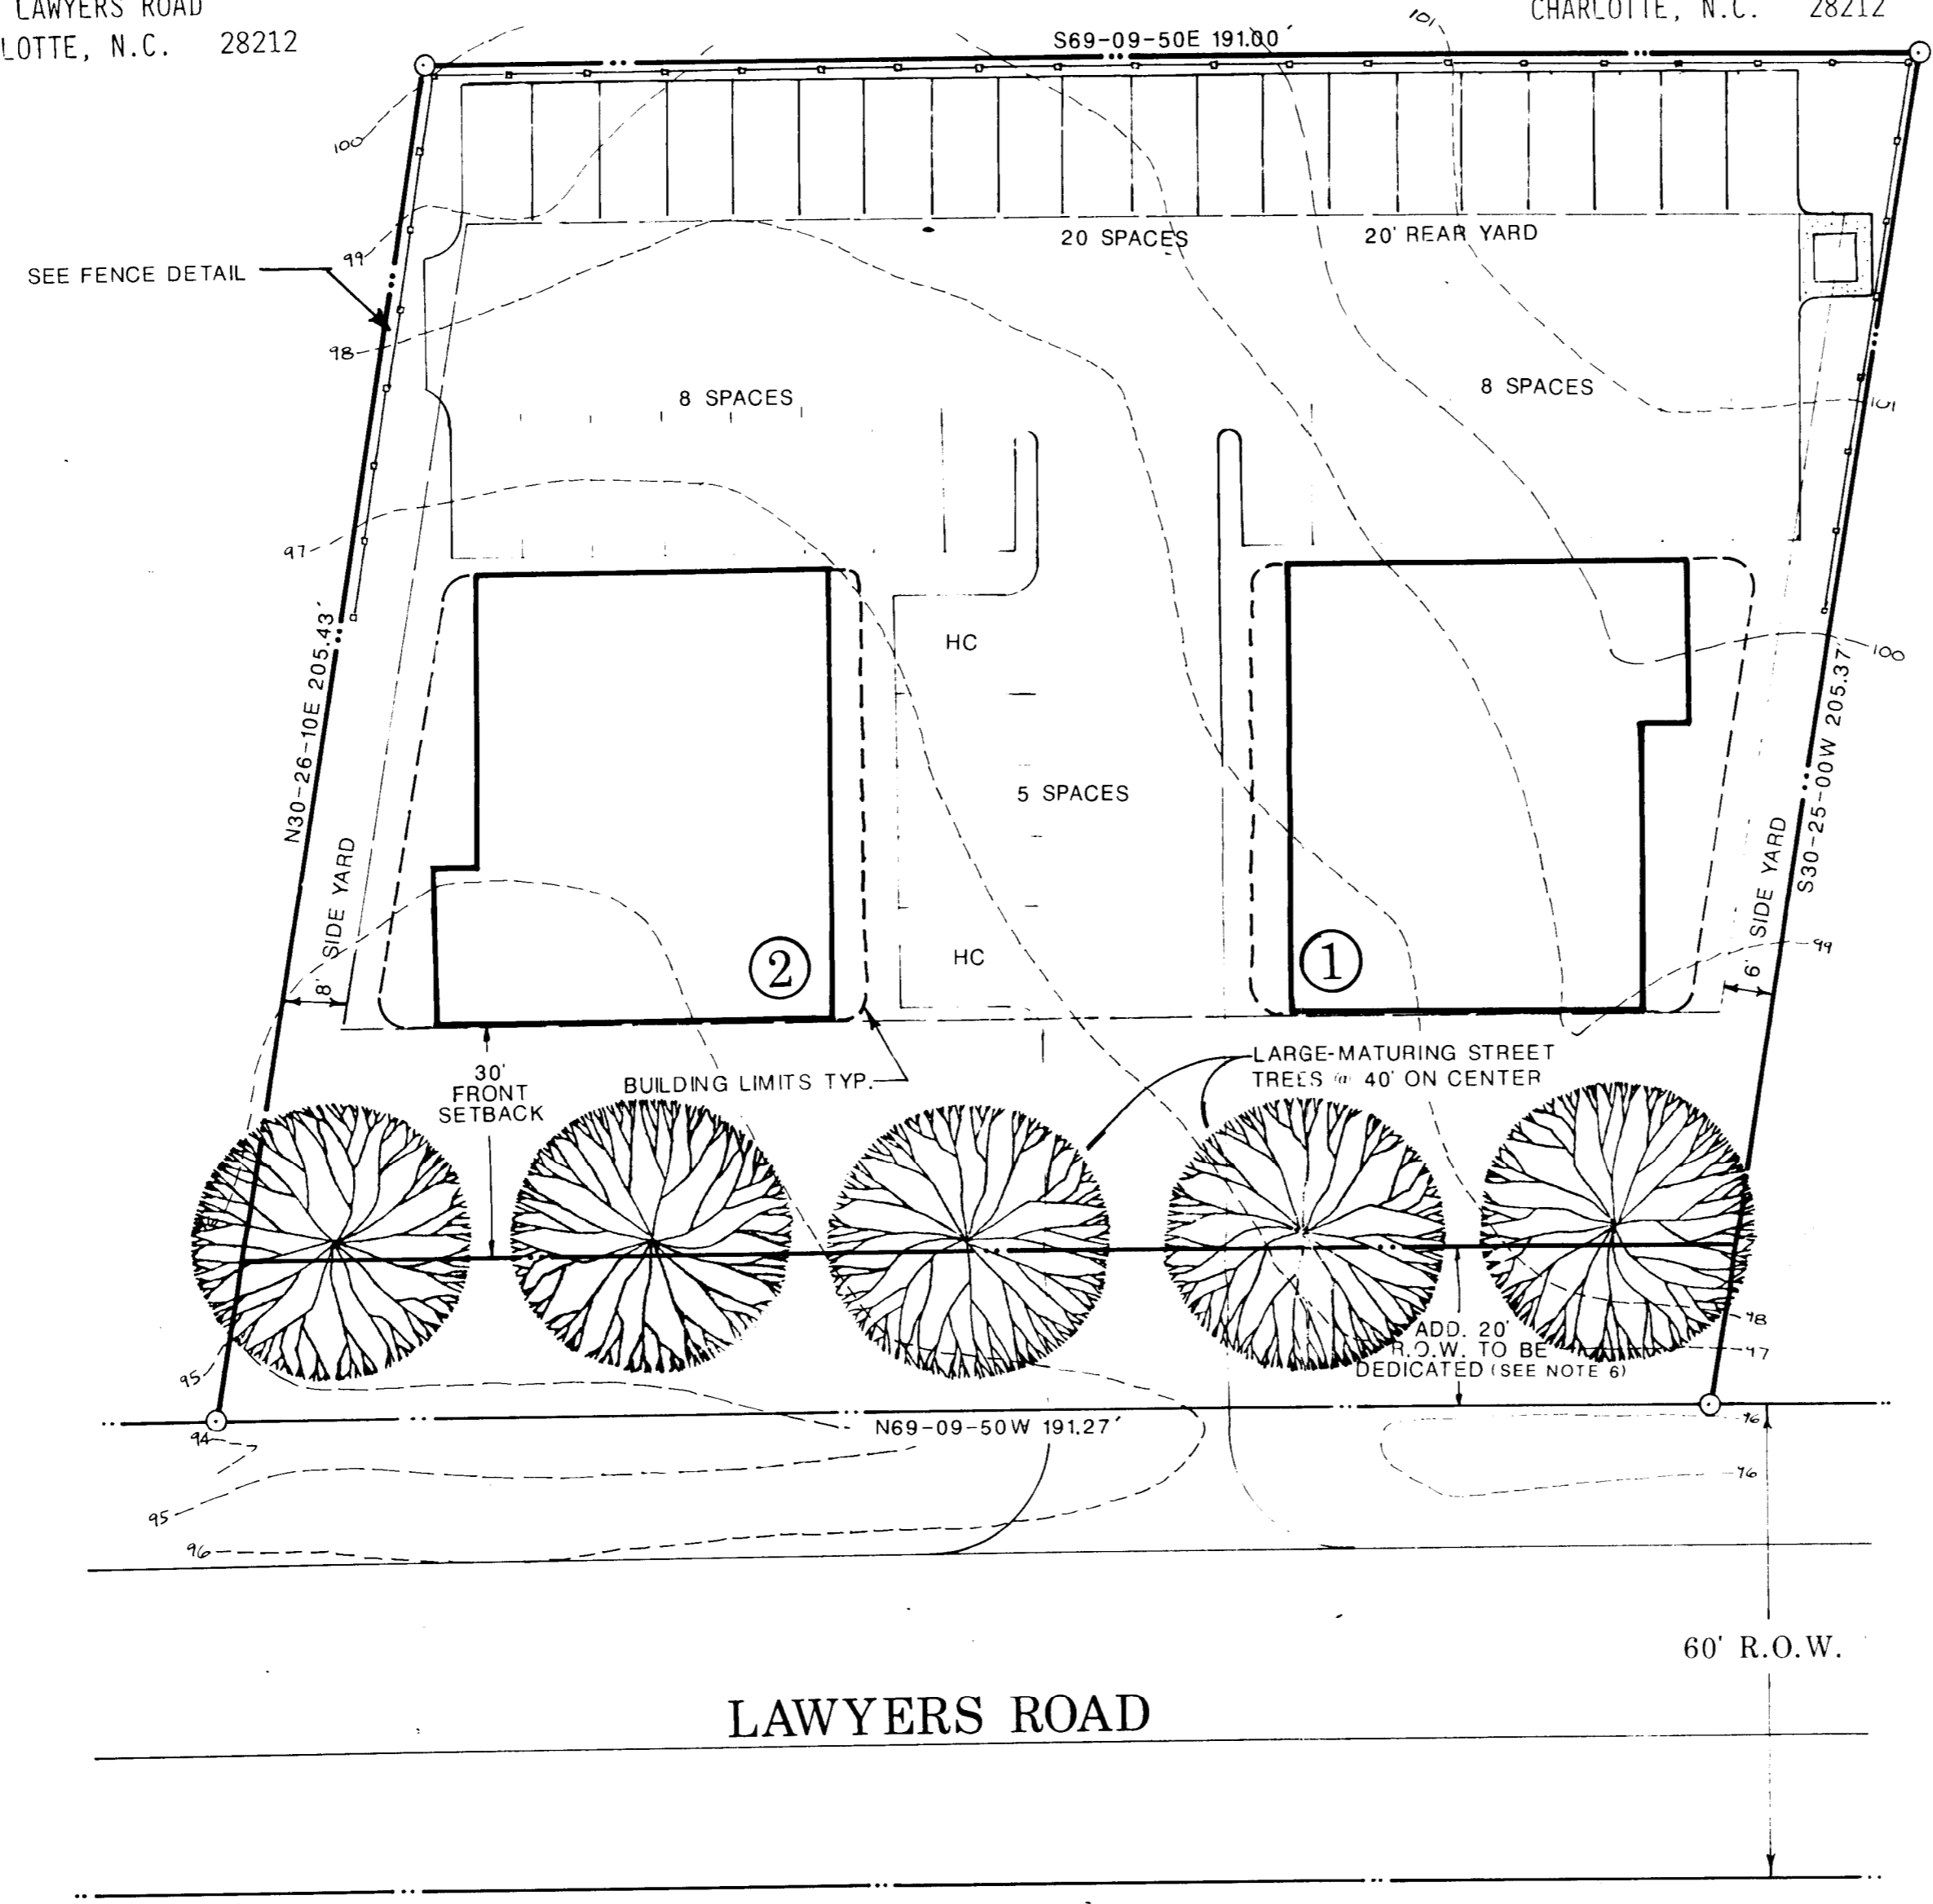 LAWYERS ROAD
LOTTE, N.C. 28212
CHARLOTTE, N.C. 28212
S69-09-50E 191.00'
101
100
99
98
97
SEE FENCE DETAIL
20 SPACES
20' REAR YARD
8 SPACES
8 SPACES
101
100
99
N30-26-10E 205.43'
S30-25-00W 205.37'
HC
5 SPACES
HC
8' SIDE YARD
6' SIDE YARD
2
1
30'
FRONT
SETBACK
BUILDING LIMITS TYP.
LARGE-MATURING STREET
TREES @ 40' ON CENTER
ADD. 20'
R.O.W. TO BE
DEDICATED (SEE NOTE 6)
98
97
96
96
95
94
95
96
N69-09-50W 191.27'
60' R.O.W.
LAWYERS ROAD